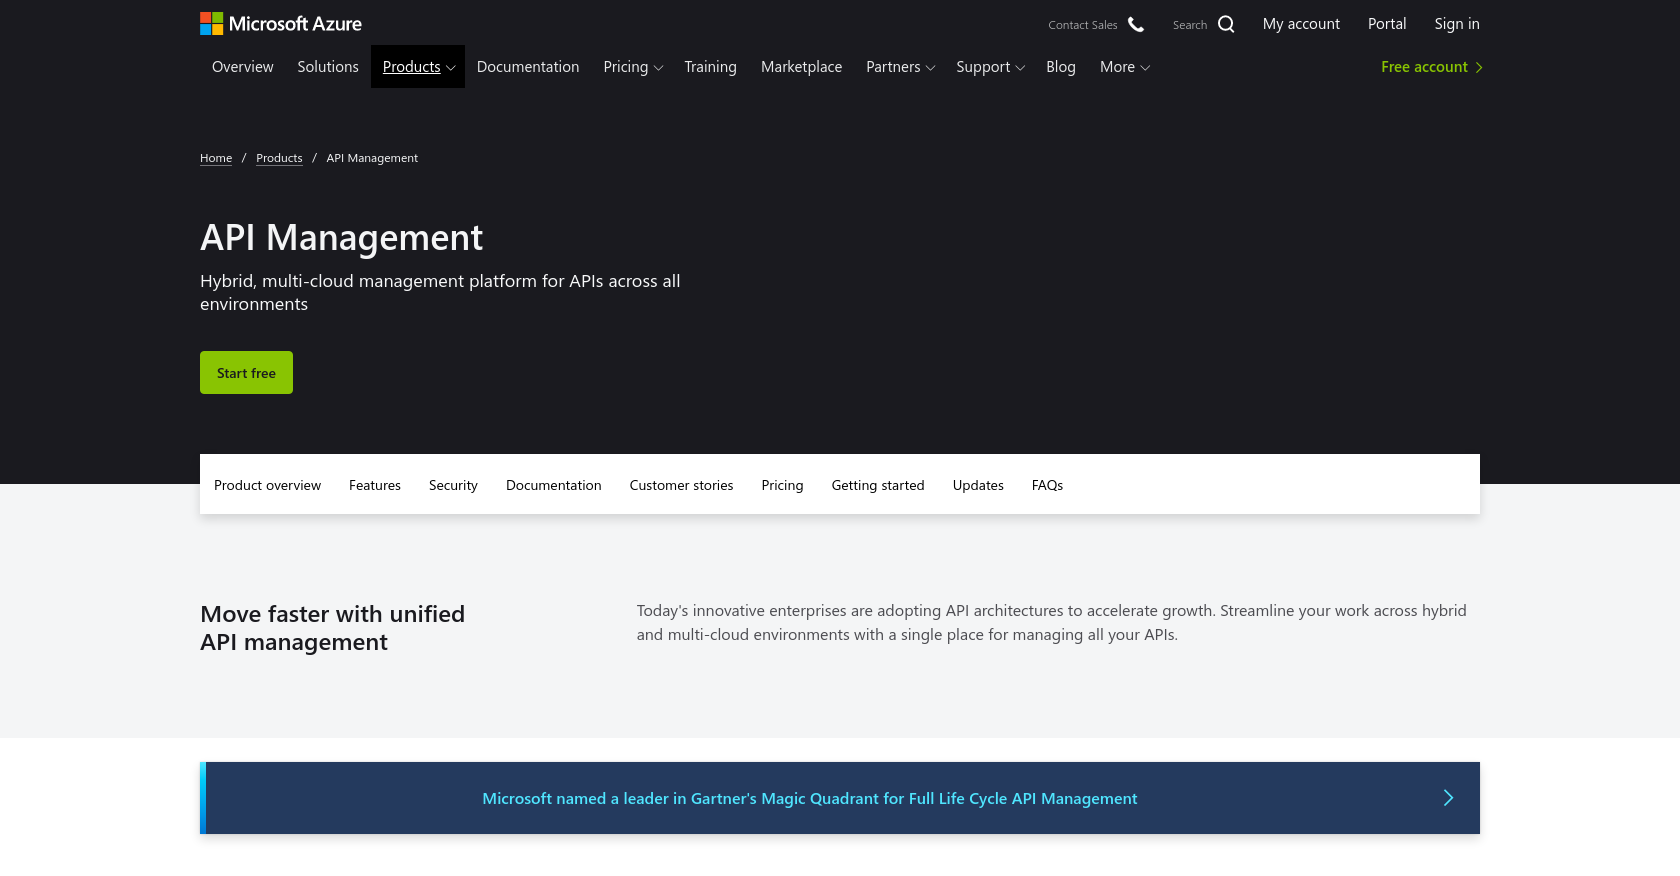 Microsoft Azure
Contact Sales Search My account Portal Sign in
Overview Solutions Products Documentation Pricing Training Marketplace Partners Support Blog More Free account
Home / Products / API Management
API Management
Hybrid, multi-cloud management platform for APIs across all
environments
Start free
Product overview Features Security Documentation Customer stories Pricing Getting started Updates FAQs
Move faster with unified
API management
Today's innovative enterprises are adopting API architectures to accelerate growth. Streamline your work across hybrid
and multi-cloud environments with a single place for managing all your APIs.
Microsoft named a leader in Gartner's Magic Quadrant for Full Life Cycle API Management